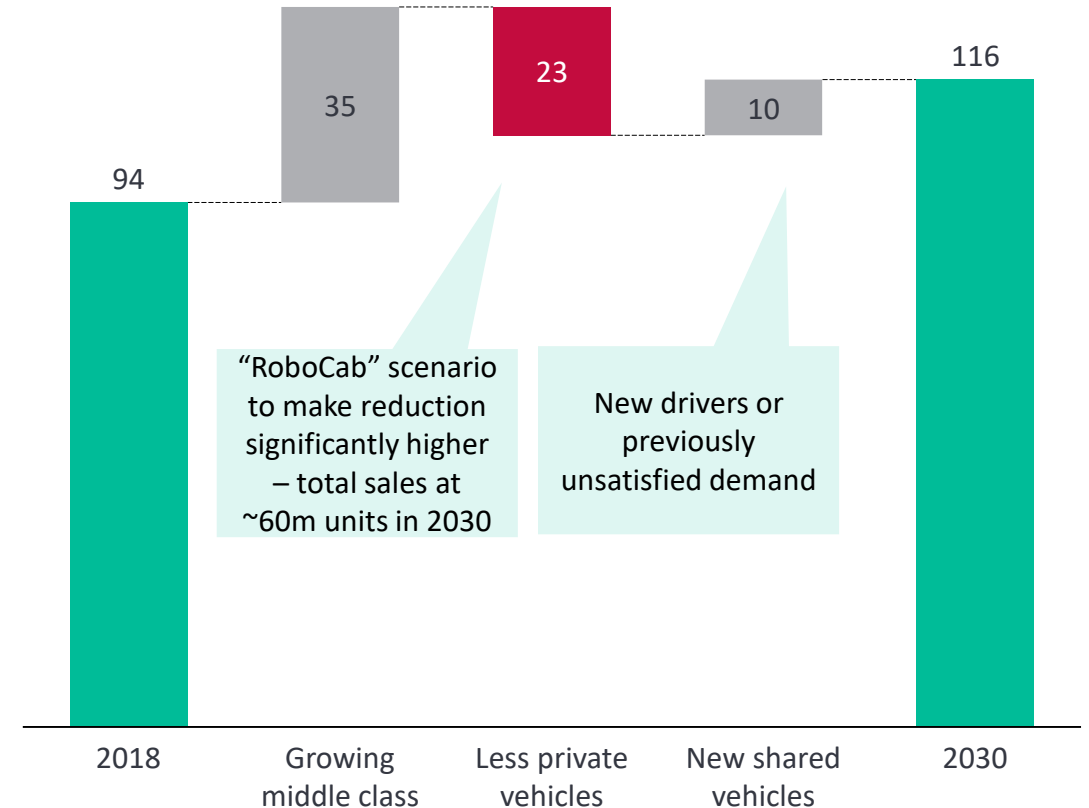 94
35
23
10
116
“RoboCab” scenario
to make reduction
significantly higher
– total sales at
~60m units in 2030
New drivers or
previously
unsatisfied demand
2018
Growing
middle class
Less private
vehicles
New shared
vehicles
2030